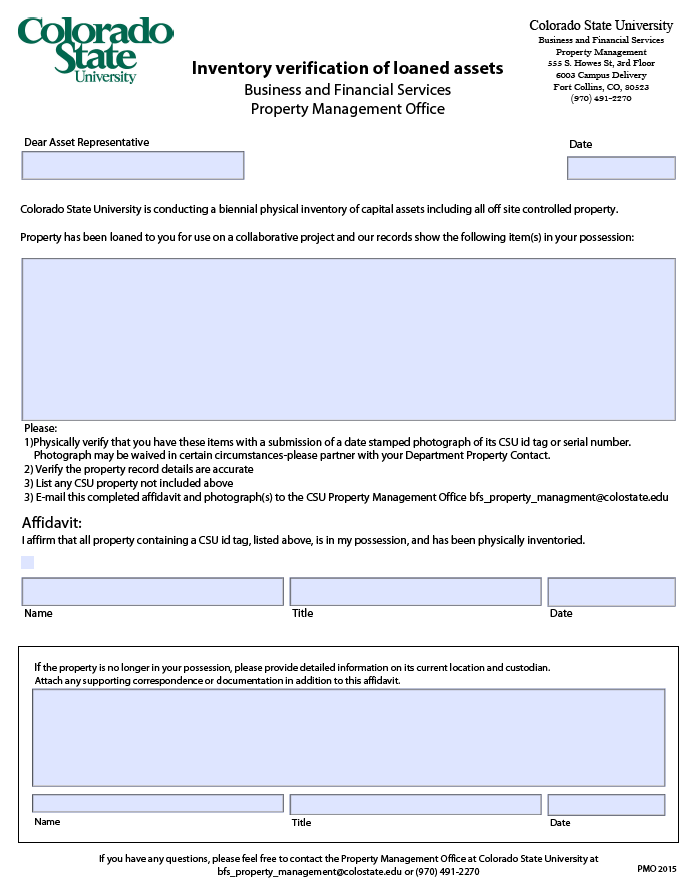 Colorado
State
University
Colorado State University
Business and Financial Services
Property Management
555 S. Howes St, 3rd Floor
6003 Campus Delivery
Fort Collins, CO, 80523
(970) 491-2270
Inventory verification of loaned assets
Business and Financial Services
Property Management Office
Dear Asset Representative
Date
Colorado State University is conducting a biennial physical inventory of capital assets including all off site controlled property.
Property has been loaned to you for use on a collaborative project and our records show the following item(s) in your possession:
Please:
1)Physically verify that you have these items with a submission of a date stamped photograph of its CSU id tag or serial number.
Photograph may be waived in certain circumstances-please partner with your Department Property Contact.
2) Verify the property record details are accurate
3) List any CSU property not included above
3) E-mail this completed affidavit and photograph(s) to the CSU Property Management Office bfs_property_managment@colostate.edu
Affidavit:
I affirm that all property containing a CSU id tag, listed above, is in my possession, and has been physically inventoried.
Name Title Date
If the property is no longer in your possession, please provide detailed information on its current location and custodian.
Attach any supporting correspondence or documentation in addition to this affidavit.
Name Title Date
If you have any questions, please feel free to contact the Property Management Office at Colorado State University at
bfs_property_management@colostate.edu or (970) 491-2270
PMO 2015